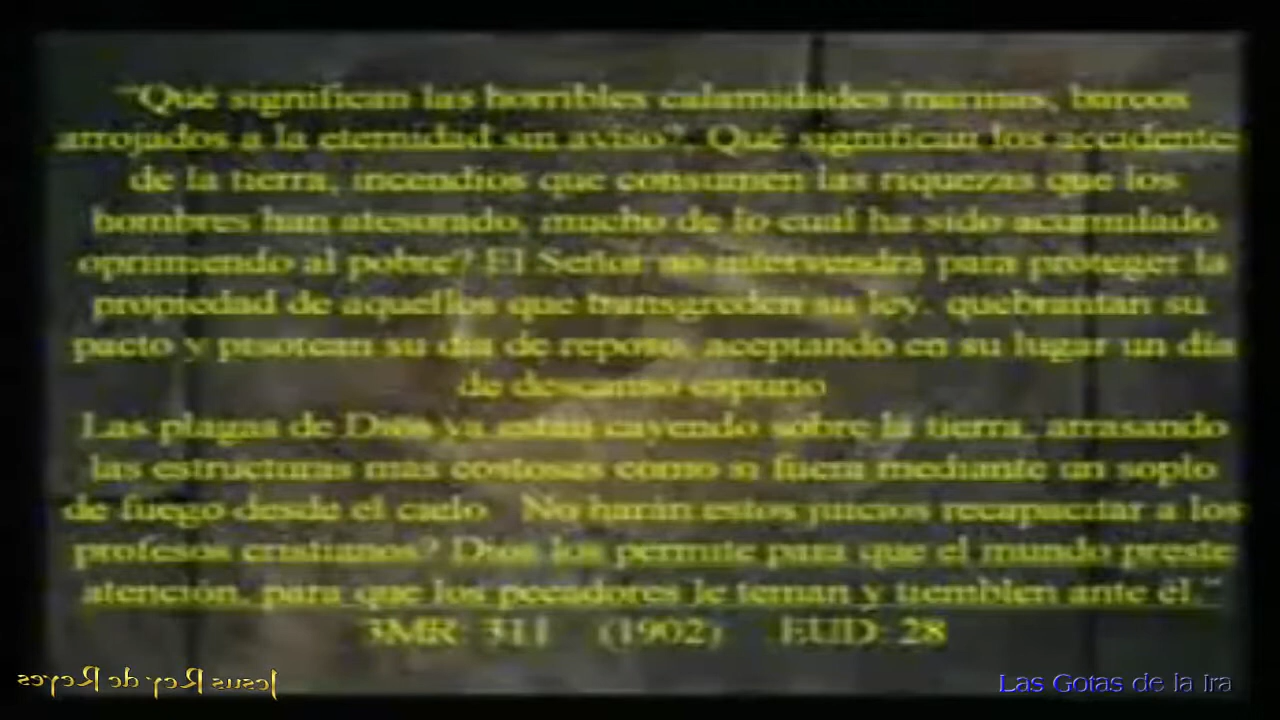 "Qué significan las horribles calamidades marinas, barcos
arrojados a la eternidad sin aviso? Qué significan los accidentes
de la tierra, incendios que consumen las riquezas que los
hombres han atesorado, mucho de lo cual ha sido acumulado
oprimiendo al pobre? El Señor no intervendrá para proteger la
propiedad de aquellos que transgreden su ley, quebrantan su
pacto y pisotean su día de reposo, aceptando en su lugar un día
de descanso espurio
Las plagas de Dios ya están cayendo sobre la tierra, arrasando
las estructuras más costosas como si fuera mediante un soplo
de fuego desde el cielo No harán estos juicios recapacitar a los
profesos cristianos? Dios los permite para que el mundo preste
atención, para que los pecadores le teman y tiemblen ante él."
3MR: 311 (1902) EUD: 28
Jesus Rey de Reyes
Las Gotas de la Ira